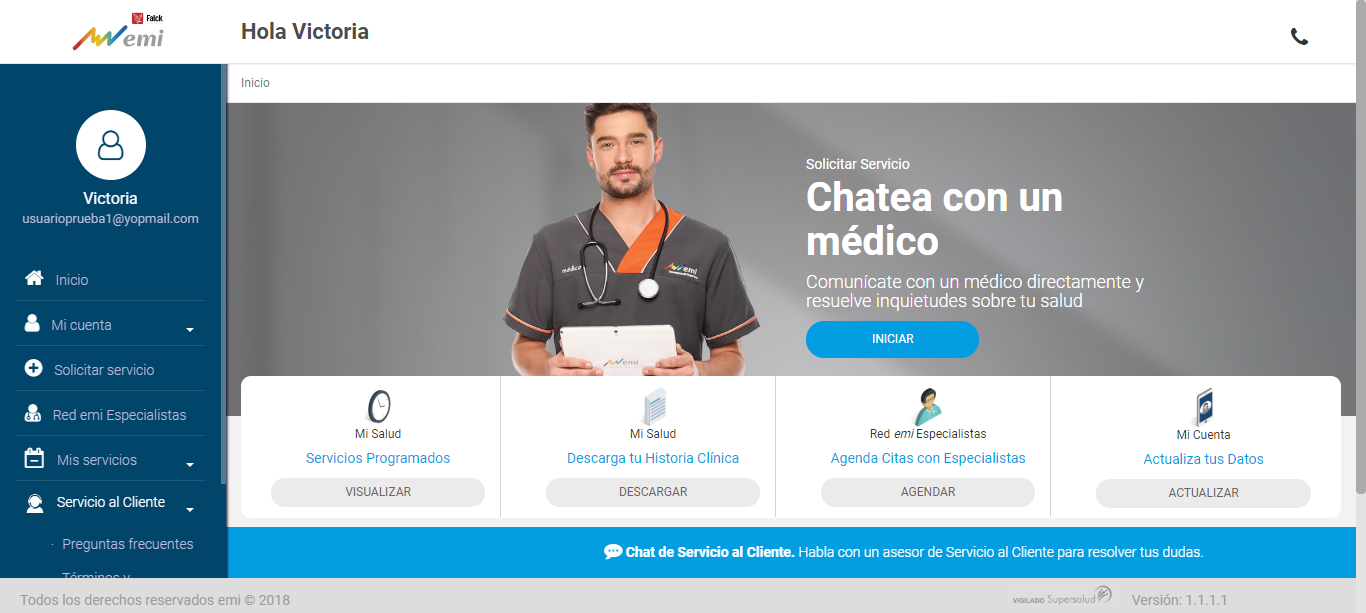 Falck
emi
Hola Victoria
Inicio
Victoria
usuarioprueba1@yopmail.com
Inicio
Mi cuenta
Solicitar servicio
Red emi Especialistas
Mis servicios
Servicio al Cliente
· Preguntas frecuentes
Términos y
médico
emi
emi
Solicitar Servicio
Chatea con un
médico
Comunícate con un médico directamente y
resuelve inquietudes sobre tu salud
INICIAR
Mi Salud
Servicios Programados
VISUALIZAR
Mi Salud
Descarga tu Historia Clínica
DESCARGAR
Red emi Especialistas
Agenda Citas con Especialistas
AGENDAR
Mi Cuenta
Actualiza tus Datos
ACTUALIZAR
Chat de Servicio al Cliente. Habla con un asesor de Servicio al Cliente para resolver tus dudas.
Todos los derechos reservados emi © 2018
VIGILADO Supersalud
Versión: 1.1.1.1